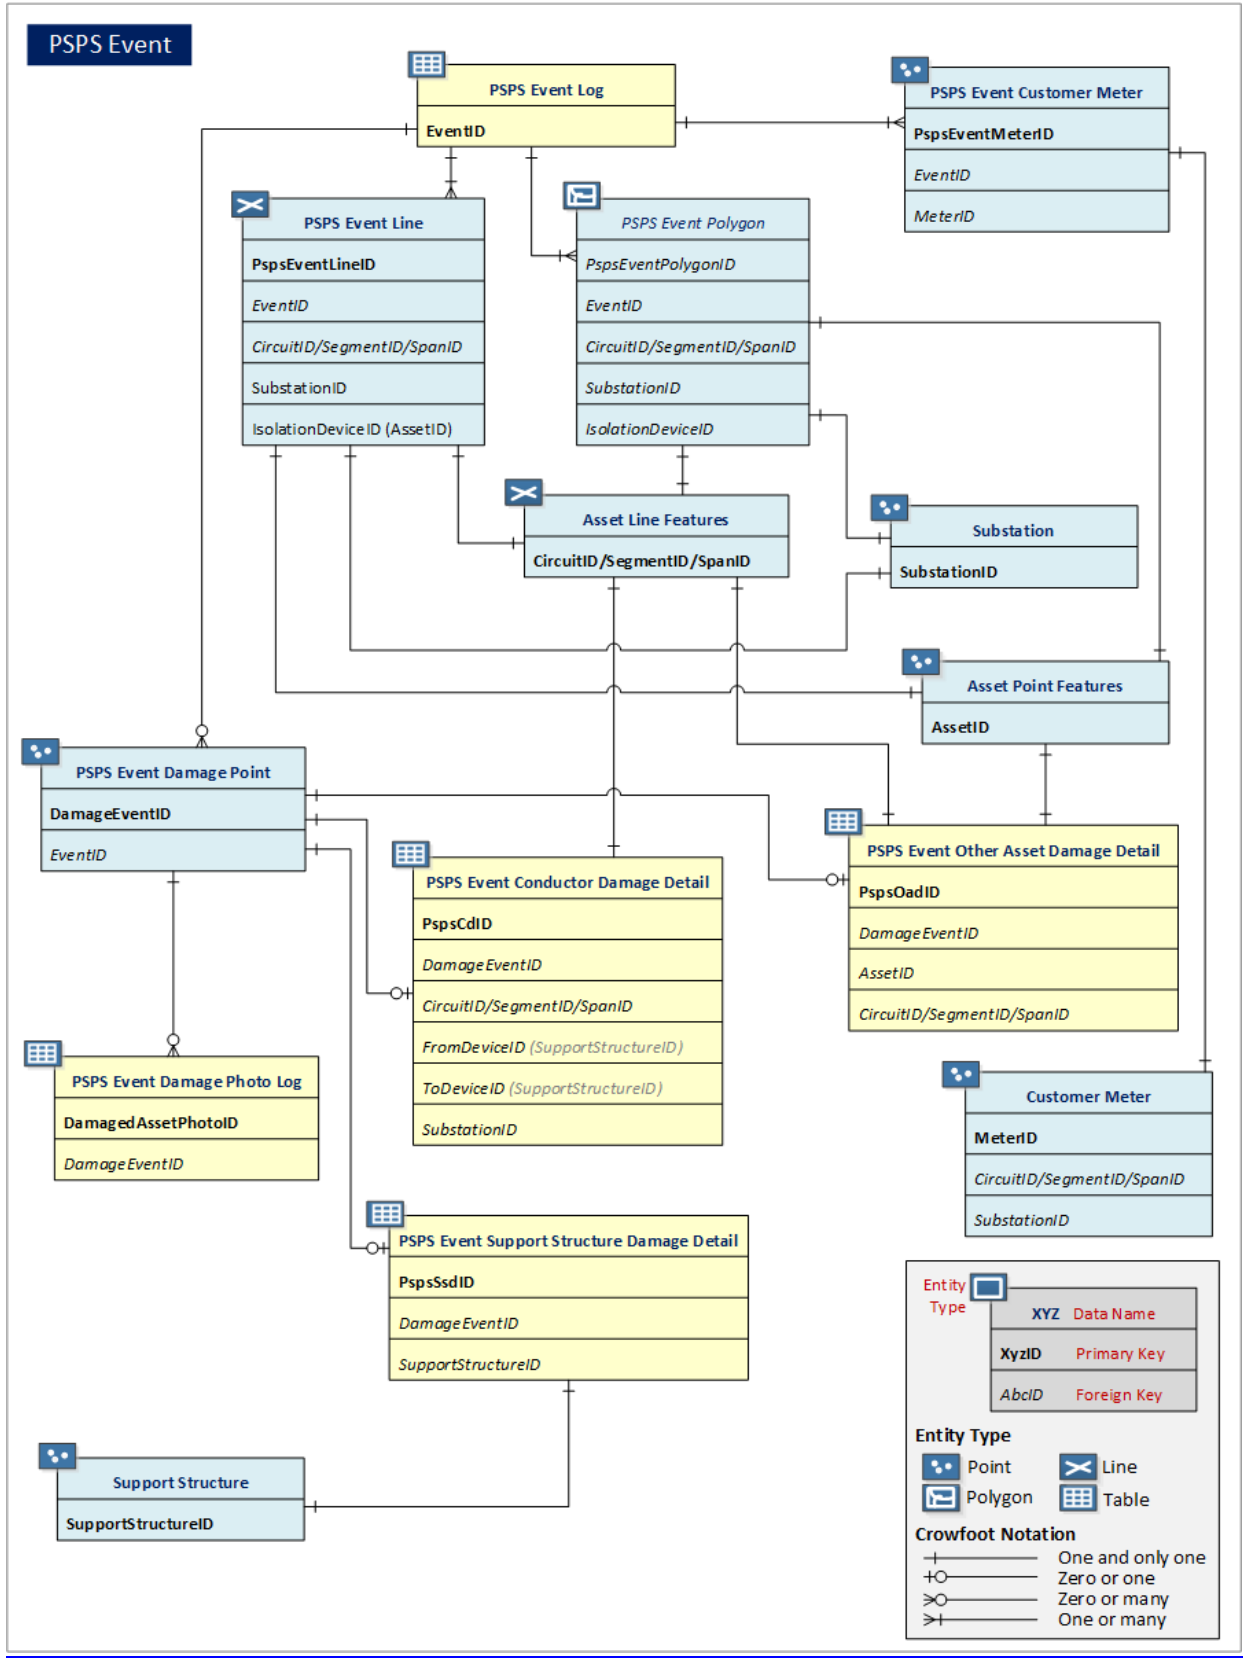 PSPS Event
PSPS Event Log
EventID
PSPS Event Customer Meter
PspsEventMeterID
EventID
MeterID
PSPS Event Line
PspsEventLineID
EventID
CircuitID/SegmentID/SpanID
SubstationID
IsolationDeviceID (AssetID)
PSPS Event Polygon
PspsEventPolygonID
EventID
CircuitID/SegmentID/SpanID
SubstationID
IsolationDeviceID
Asset Line Features
CircuitID/SegmentID/SpanID
Substation
SubstationID
Asset Point Features
AssetID
PSPS Event Damage Point
DamageEventID
EventID
PSPS Event Conductor Damage Detail
PspsCdID
DamageEventID
CircuitID/SegmentID/SpanID
FromDeviceID (SupportStructureID)
ToDeviceID (SupportStructureID)
SubstationID
PSPS Event Other Asset Damage Detail
PspsOadID
DamageEventID
AssetID
CircuitID/SegmentID/SpanID
PSPS Event Damage Photo Log
DamagedAssetPhotoID
DamageEventID
Customer Meter
MeterID
CircuitID/SegmentID/SpanID
SubstationID
PSPS Event Support Structure Damage Detail
PspsSsdID
DamageEventID
SupportStructureID
Support Structure
SupportStructureID
Entity
Type
XYZ Data Name
XyzID Primary Key
AbcID Foreign Key
Entity Type
Point
Line
Polygon
Table
Crowfoot Notation
One and only one
Zero or one
Zero or many
One or many